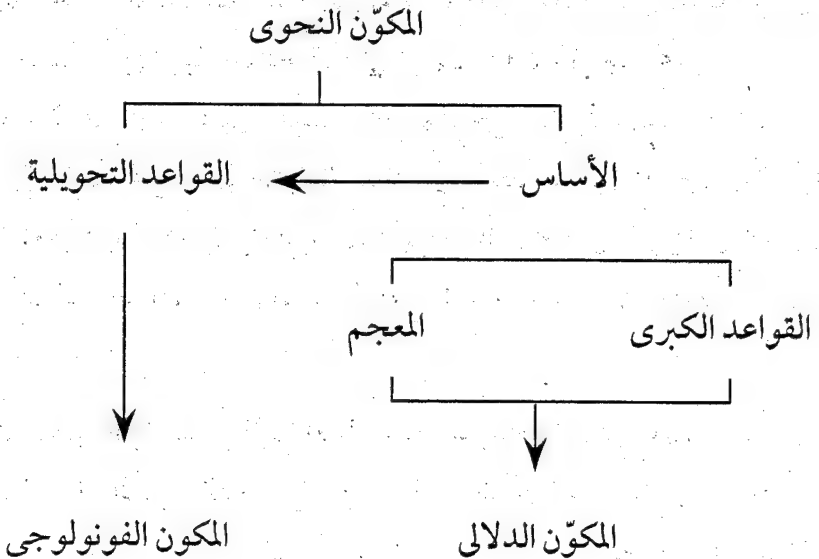 المكوّن النحوى
الأساس القواعد التحويلية
القواعد الكبرى المعجم
المكوّن الدلالى المكون الفونولوجى